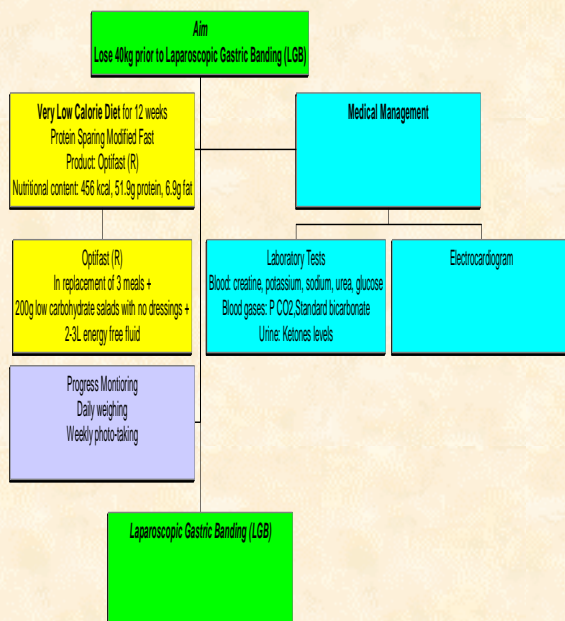 Aim
Lose 40kg prior to Laparoscopic Gastric Banding (LGB)
Very Low Calorie Diet for 12 weeks
Protein Sparing Modified Fast
Product: Optifast (R)
Nutritional content: 456 kcal, 51.9g protein, 6.9g fat
Medical Management
Optifast (R)
In replacement of 3 meals +
200g low carbohydrate salads with no dressings +
2-3L energy free fluid
Laboratory Tests
Blood: creatine, potassium, sodium, urea, glucose
Blood gases: P CO2,Standard bicarbonate
Urine: Ketones levels
Electrocardiogram
Progress Montioring
Daily weighing
Weekly photo-taking
Laparoscopic Gastric Banding (LGB)